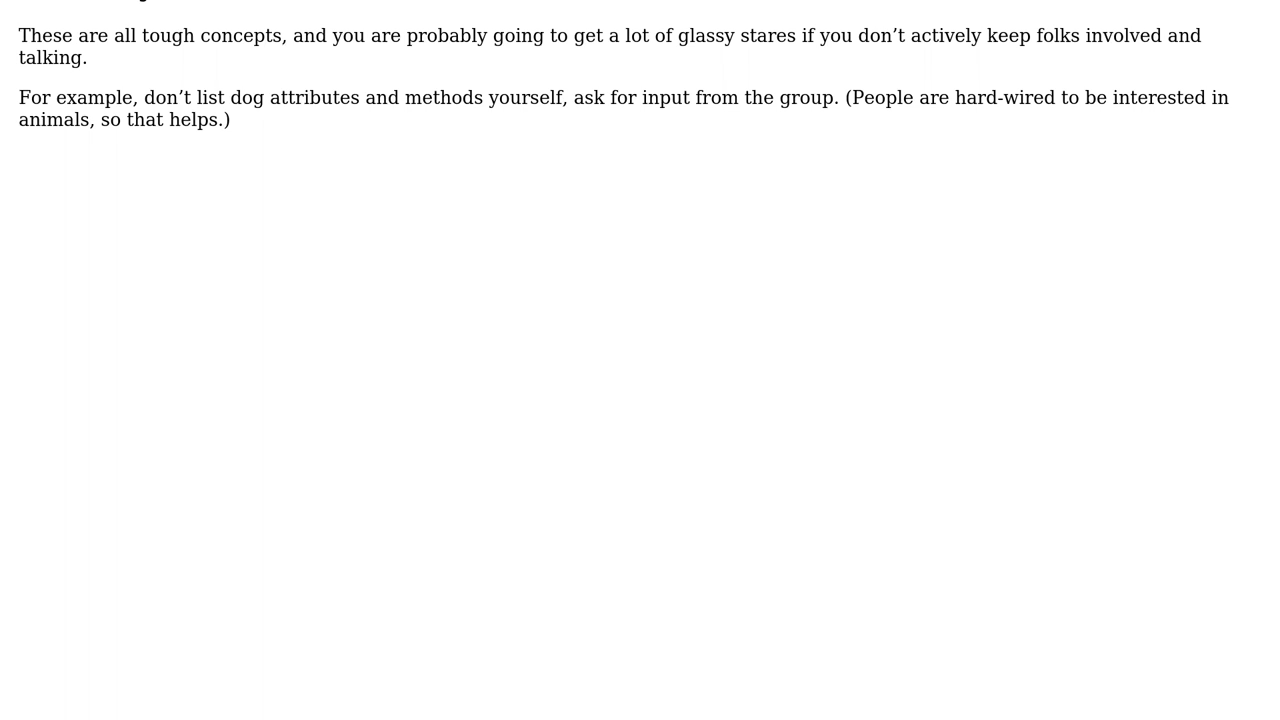 These are all tough concepts, and you are probably going to get a lot of glassy stares if you don’t actively keep folks involved and
talking.
For example, don’t list dog attributes and methods yourself, ask for input from the group. (People are hard-wired to be interested in
animals, so that helps.)